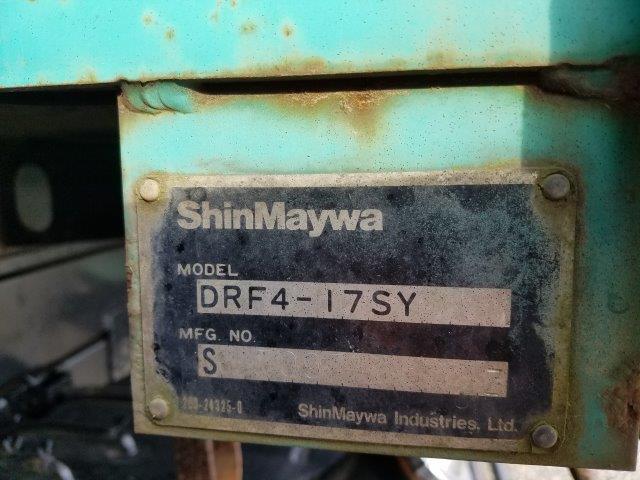 ShinMaywa
MODEL
DRF4-17SY
MFG. NO.
S
ShinMaywa Industries, Ltd.